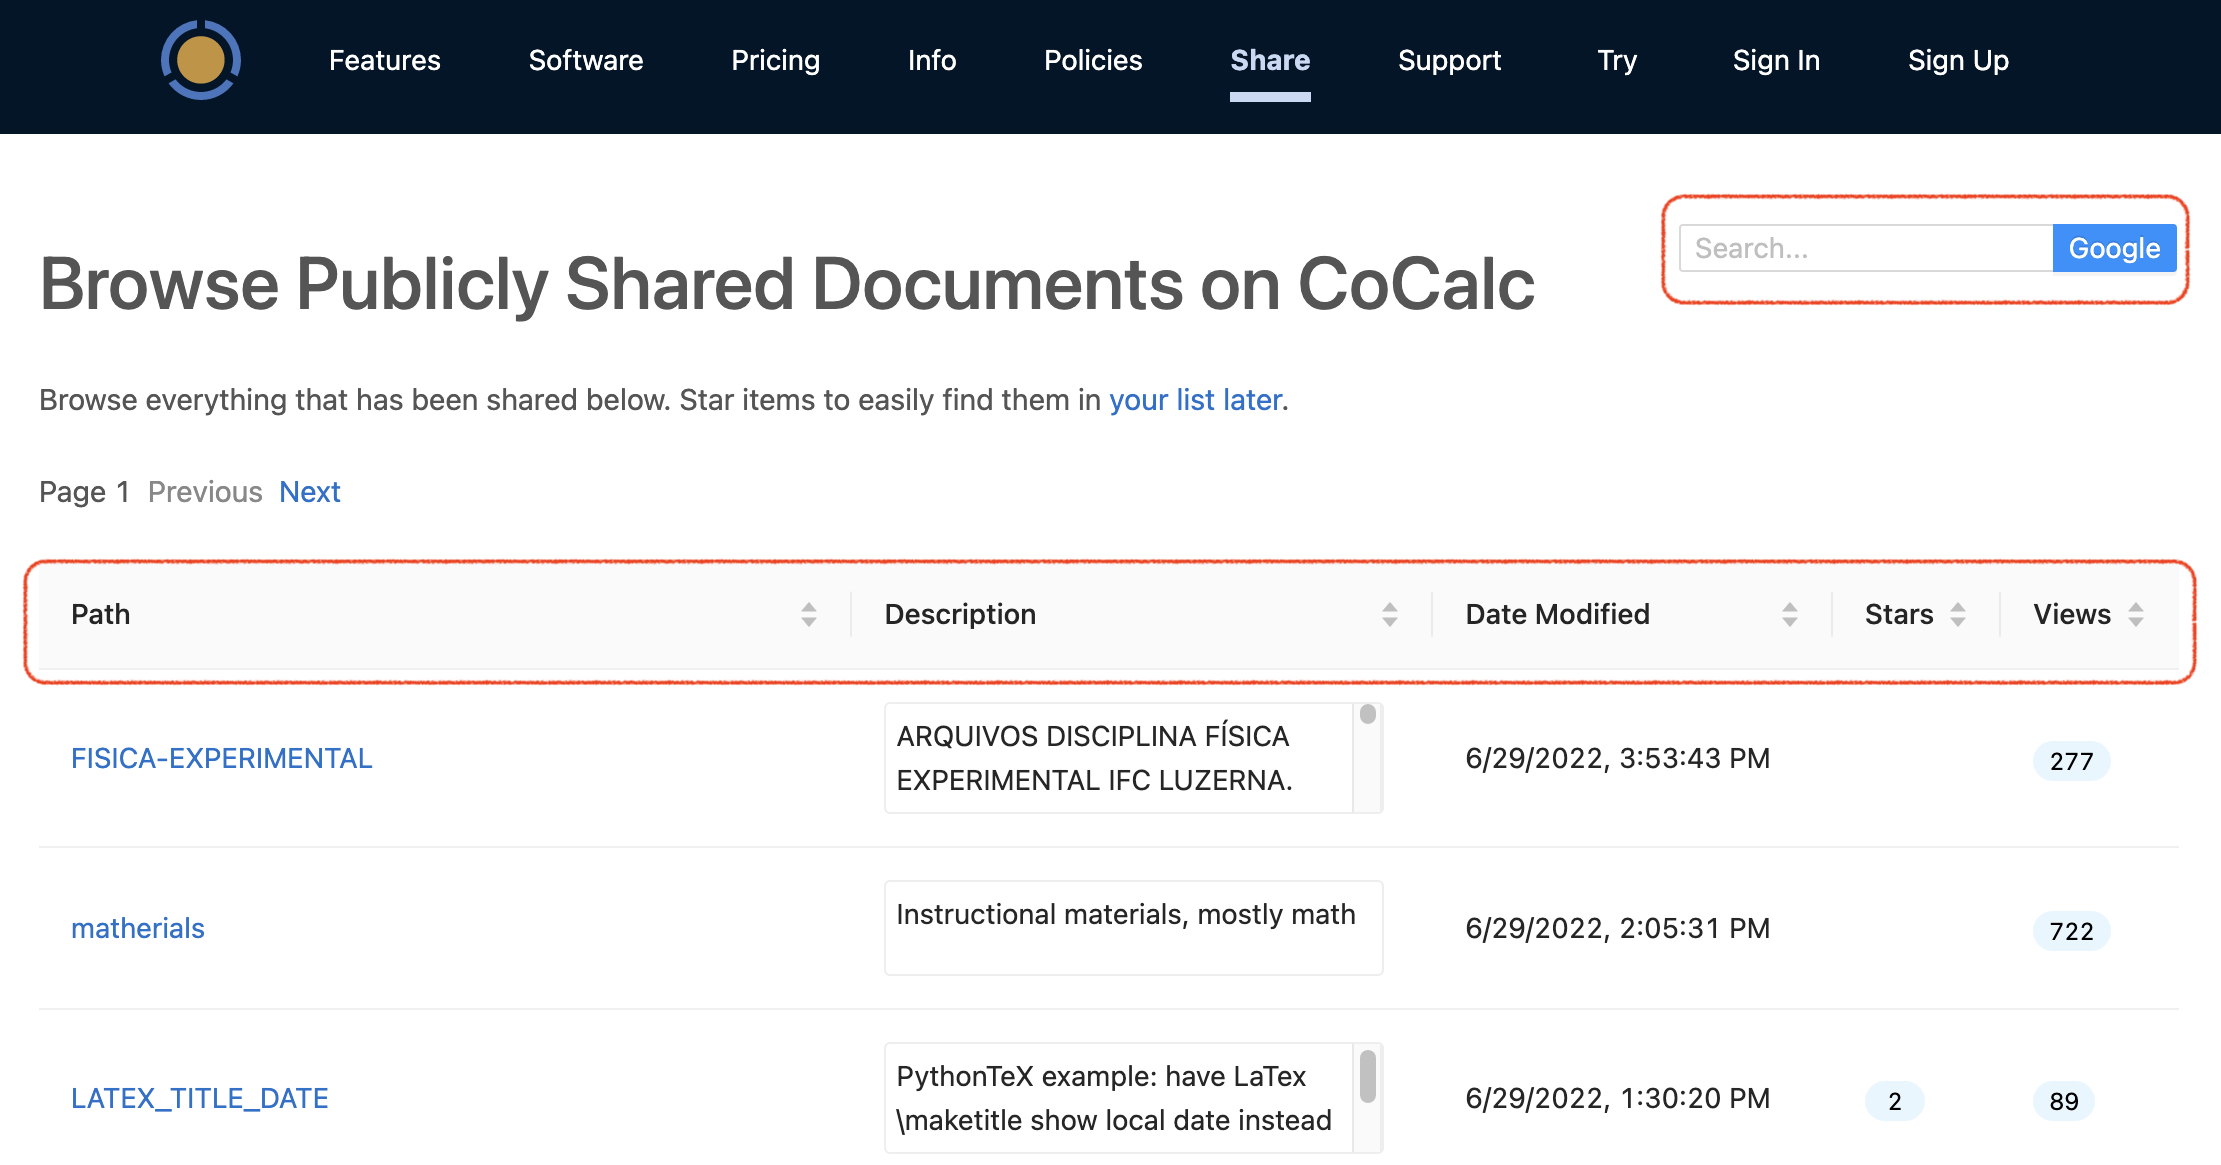 Features Software Pricing Info Policies Share Support Try Sign In Sign Up
Search... Google
Browse Publicly Shared Documents on CoCalc
Browse everything that has been shared below. Star items to easily find them in your list later.
Page 1 Previous Next
Path Description Date Modified Stars Views
FISICA-EXPERIMENTAL
ARQUIVOS DISCIPLINA FÍSICA
EXPERIMENTAL IFC LUZERNA.
6/29/2022, 3:53:43 PM
277
matherials
Instructional materials, mostly math
6/29/2022, 2:05:31 PM
722
LATEX_TITLE_DATE
PythonTeX example: have LaTex
\maketitle show local date instead
6/29/2022, 1:30:20 PM
2
89